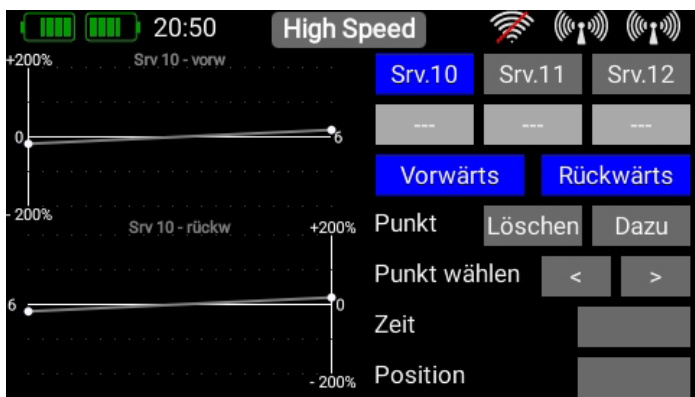 20:50 High Speed
+200% Srv 10 - vorw
0 6
- 200%
Srv 10 - rückw +200%
6 0
- 200%
Srv.10 Srv.11 Srv.12
--- --- ---
Vorwärts Rückwärts
Punkt Löschen Dazu
Punkt wählen < >
Zeit
Position